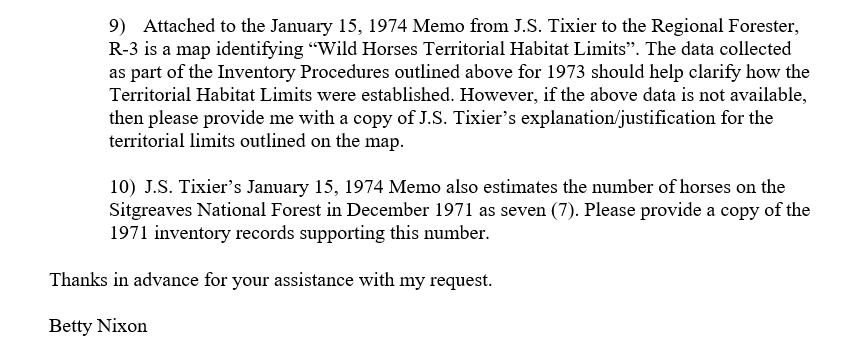 9) Attached to the January 15, 1974 Memo from J.S. Tixier to the Regional Forester,
R-3 is a map identifying “Wild Horses Territorial Habitat Limits”. The data collected
as part of the Inventory Procedures outlined above for 1973 should help clarify how the
Territorial Habitat Limits were established. However, if the above data is not available,
then please provide me with a copy of J.S. Tixier’s explanation/justification for the
territorial limits outlined on the map.
10) J.S. Tixier’s January 15, 1974 Memo also estimates the number of horses on the
Sitgreaves National Forest in December 1971 as seven (7). Please provide a copy of the
1971 inventory records supporting this number.
Thanks in advance for your assistance with my request.
Betty Nixon